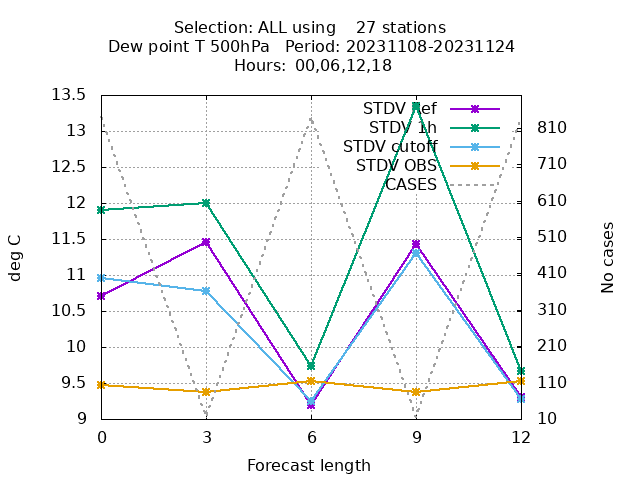 Selection: ALL using 27 stations
Dew point T 500hPa Period: 20231108-20231124
Hours: 00,06,12,18
13.5
13
12.5
12
11.5
11
10.5
10
9.5
9
810
710
610
510
410
310
210
110
10
0
3
6
9
12
STDV
STDV 1h
STDV cutoff
STDV OBS
CASES
deg C
No cases
Forecast length